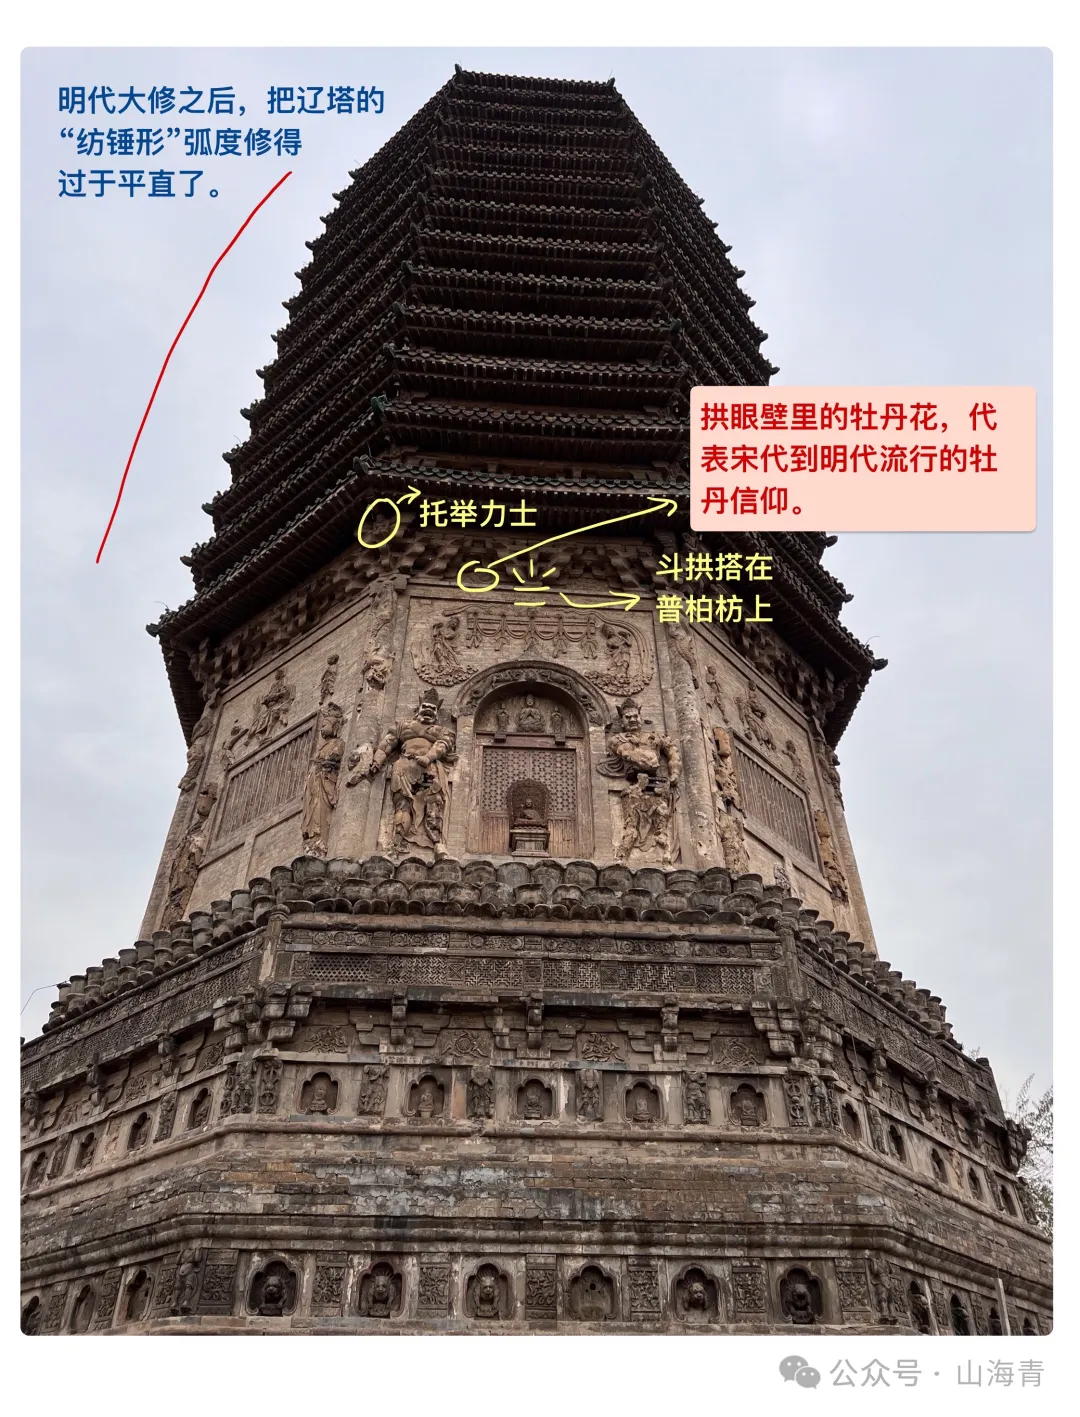 明代大修之后，把辽塔的
“纺锤形”弧度修得
过于平直了。
拱眼壁里的牡丹花，代
表宋代到明代流行的牡
丹信仰。
托举力士
斗拱搭在
普柏枋上
公众号 · 山海青